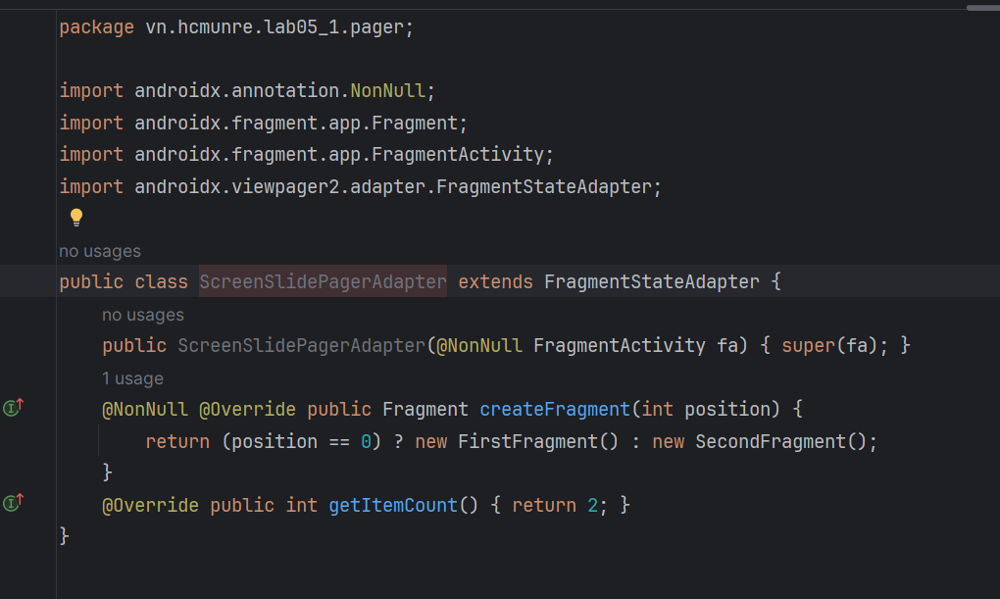 package vn.hcmunre.lab05_1.pager;
import androidx.annotation.NonNull;
import androidx.fragment.app.Fragment;
import androidx.fragment.app.FragmentActivity;
import androidx.viewpager2.adapter.FragmentStateAdapter;
no usages
public class ScreenSlidePagerAdapter extends FragmentStateAdapter {
no usages
public ScreenSlidePagerAdapter(@NonNull FragmentActivity fa) { super(fa); }
1 usage
@NonNull @Override public Fragment createFragment(int position) {
return (position == 0) ? new FirstFragment() : new SecondFragment();
}
@Override public int getItemCount() { return 2; }
}